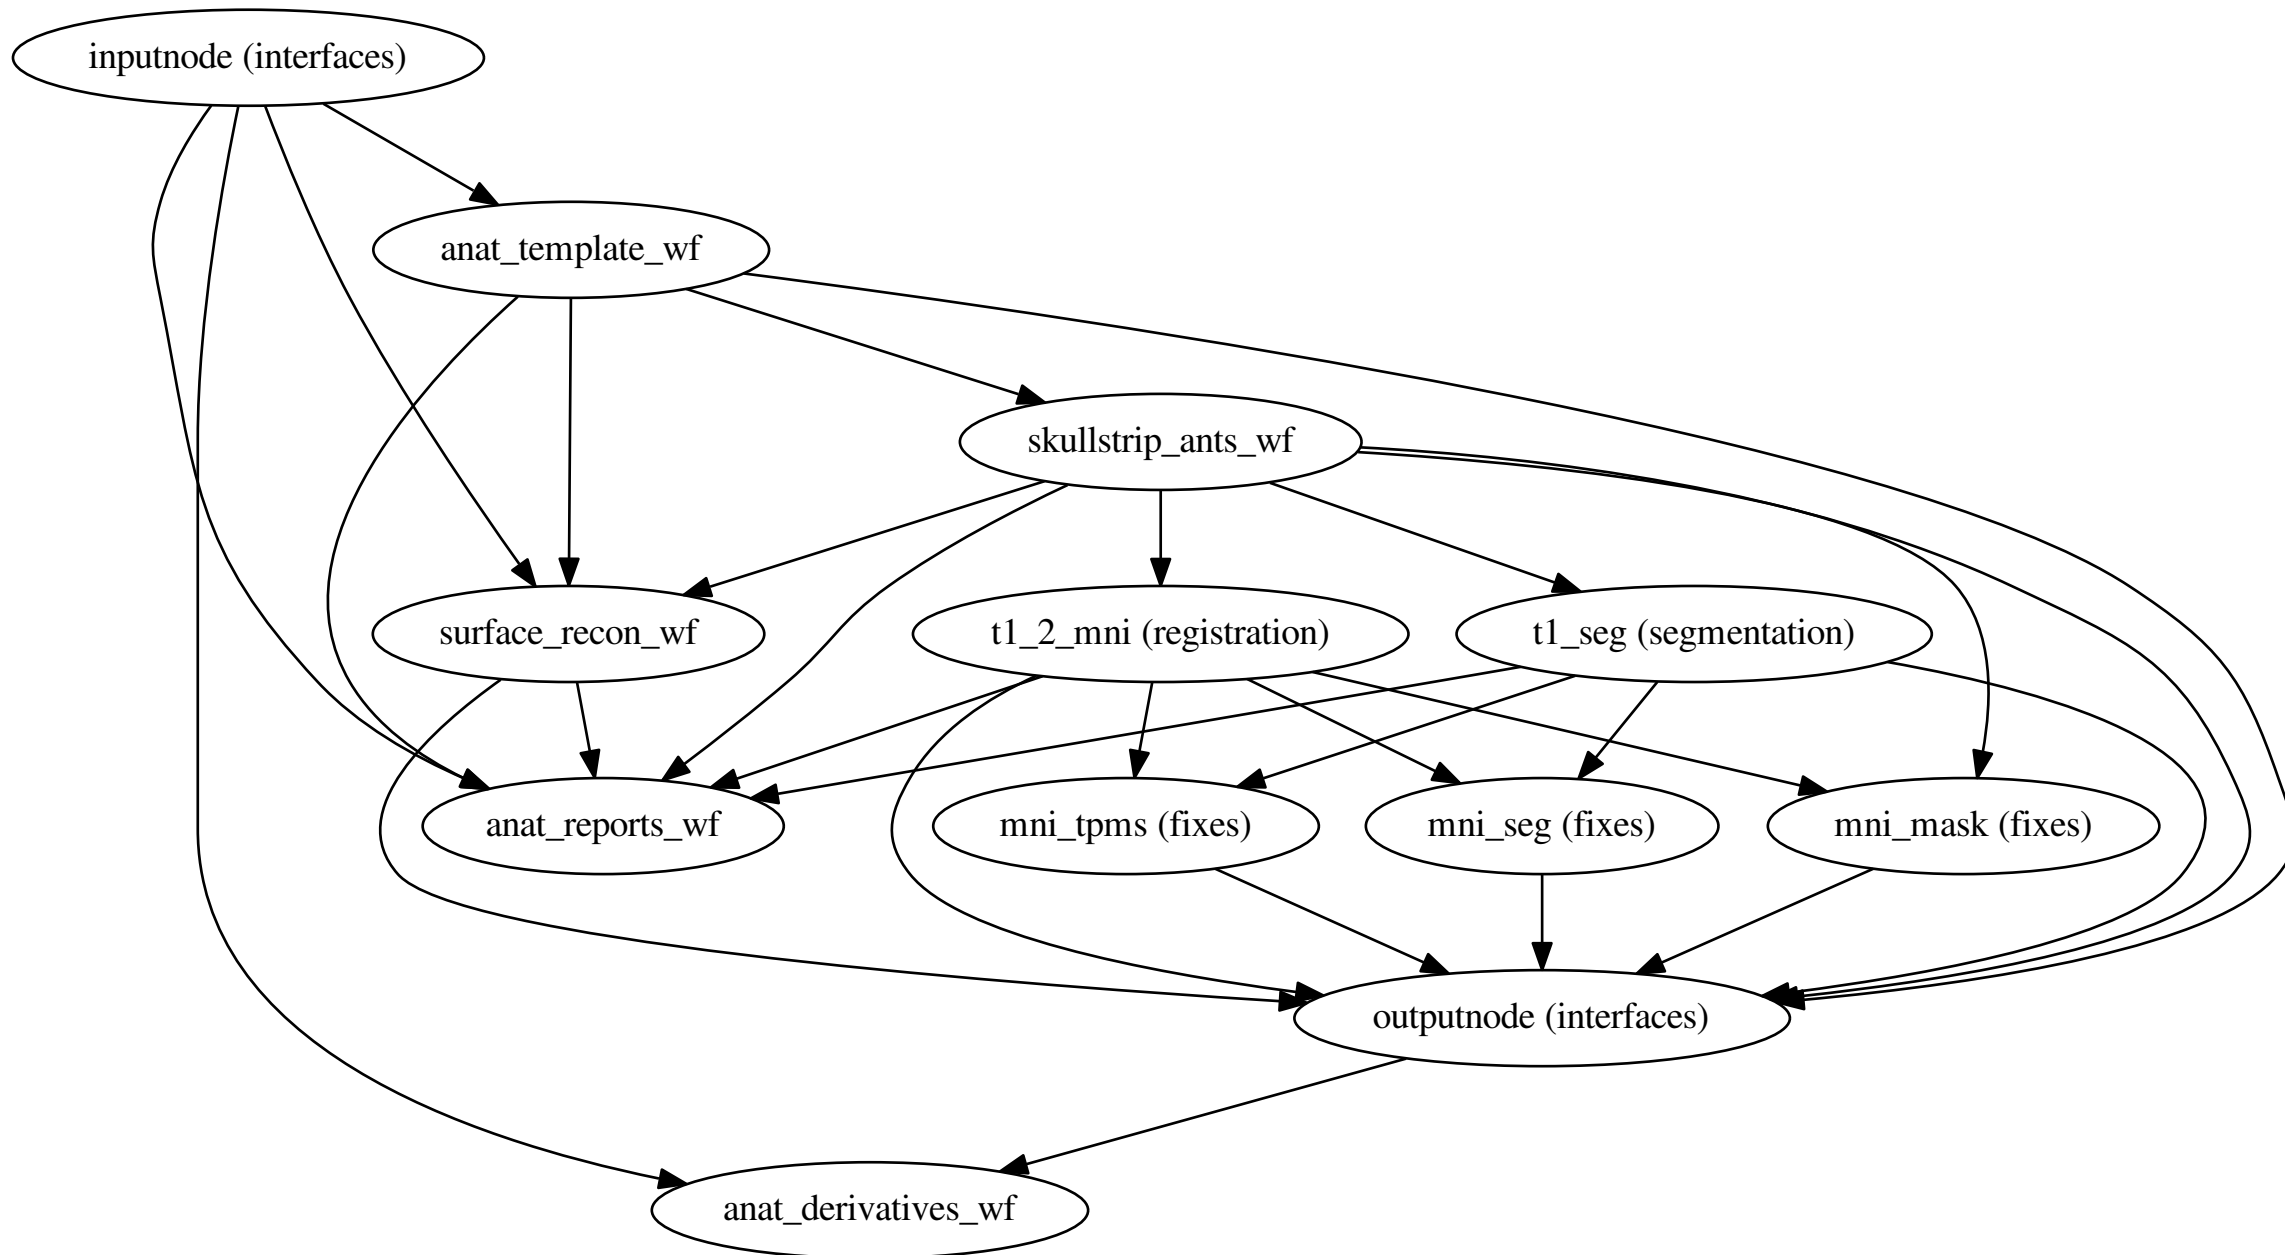 inputnode (interfaces)
anat_template_wf
skullstrip_ants_wf
surface_recon_wf
t1_2_mni (registration)
t1_seg (segmentation)
anat_reports_wf
mni_tpms (fixes)
mni_seg (fixes)
mni_mask (fixes)
outputnode (interfaces)
anat_derivatives_wf